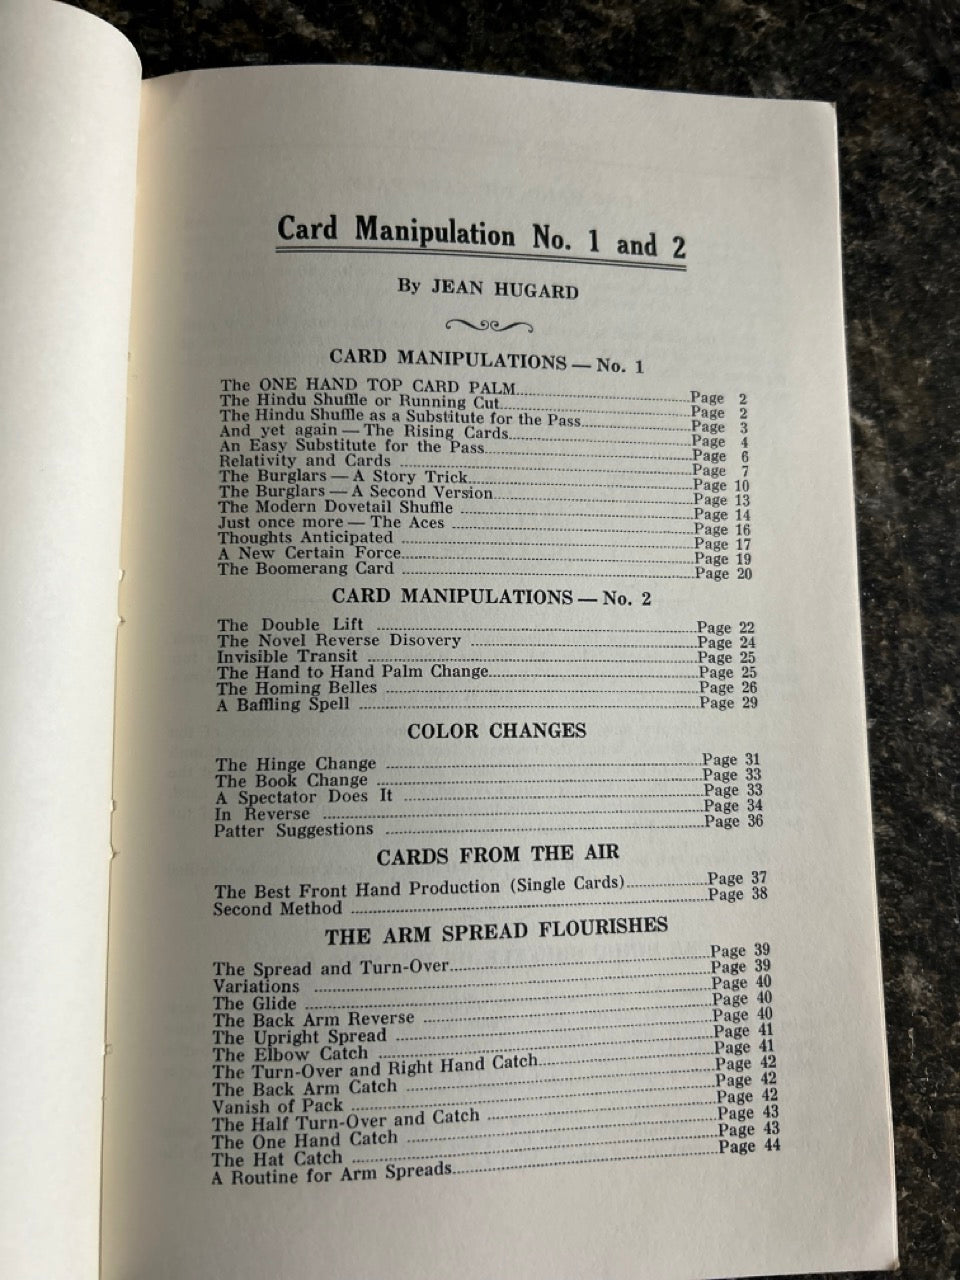 Card Manipulation No. 1 and 2
By JEAN HUGARD
CARD MANIPULATIONS — No. 1
The ONE HAND TOP CARD PALM..............................Page 2
The Hindu Shuffle or Running Cut..............................Page 2
The Hindu Shuffle as a Substitute for the Pass..............................Page 3
And yet again — The Rising Cards..............................Page 4
An Easy Substitute for the Pass..............................Page 6
Relativity and Cards ..............................Page 7
The Burglars — A Story Trick..............................Page 10
The Burglars — A Second Version..............................Page 13
The Modern Dovetail Shuffle ..............................Page 14
Just once more — The Aces ..............................Page 16
Thoughts Anticipated ..............................Page 17
A New Certain Force..............................Page 19
The Boomerang Card ..............................Page 20
CARD MANIPULATIONS — No. 2
The Double Lift ..............................Page 22
The Novel Reverse Disovery ..............................Page 24
Invisible Transit ..............................Page 25
The Hand to Hand Palm Change..............................Page 25
The Homing Belles ..............................Page 26
A Baffling Spell ..............................Page 29
COLOR CHANGES
The Hinge Change ..............................Page 31
The Book Change ..............................Page 33
A Spectator Does It ..............................Page 33
In Reverse ..............................Page 34
Patter Suggestions ..............................Page 36
CARDS FROM THE AIR
The Best Front Hand Production (Single Cards)..............................Page 37
Second Method ..............................Page 38
THE ARM SPREAD FLOURISHES
The Spread and Turn-Over..............................Page 39
Variations ..............................Page 39
The Glide ..............................Page 40
The Back Arm Reverse ..............................Page 40
The Upright Spread ..............................Page 40
The Elbow Catch ..............................Page 41
The Turn-Over and Right Hand Catch..............................Page 41
The Back Arm Catch ..............................Page 42
Vanish of Pack ..............................Page 42
The Half Turn-Over and Catch ..............................Page 42
The One Hand Catch ..............................Page 43
The Hat Catch ..............................Page 43
A Routine for Arm Spreads..............................Page 44